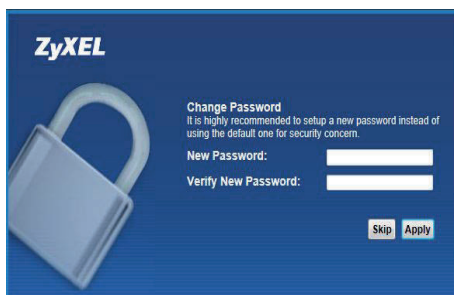 ZyXEL
Change Password
It is highly recommended to setup a new password instead of
using the default one for security concern.
New Password:
Verify New Password:
Skip Apply